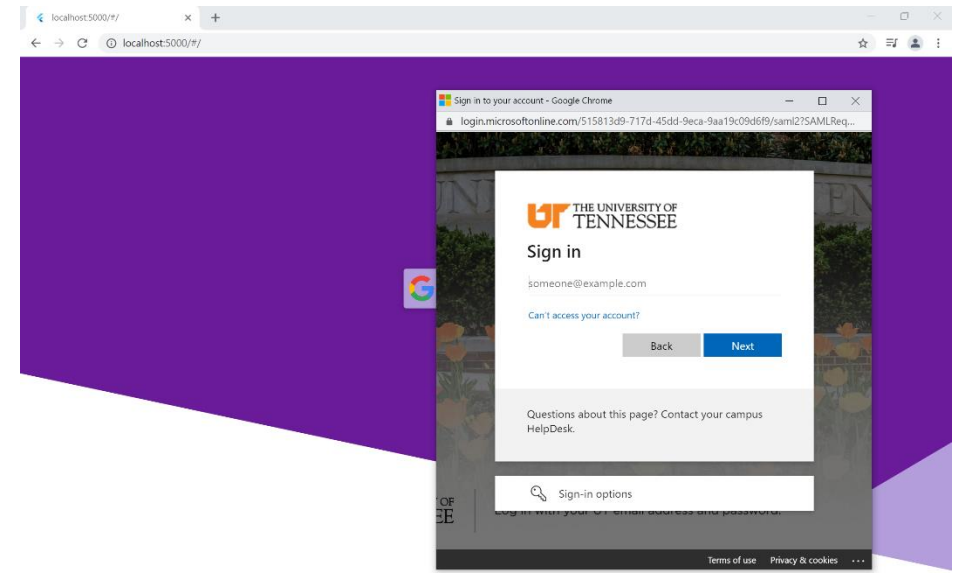 localhost:5000/#/
localhost:5000/#/
Sign in to your account - Google Chrome
login.microsoftonline.com/515813d9-717d-45dd-9eca-9aa19c09d6f9/saml2?SAMLReq...
UT THE UNIVERSITY OF
TENNESSEE
Sign in
someone@example.com
Can't access your account?
Back Next
Questions about this page? Contact your campus
HelpDesk.
Sign-in options
OF
EE
Log in with your UT email address and password.
Terms of use Privacy & cookies ...